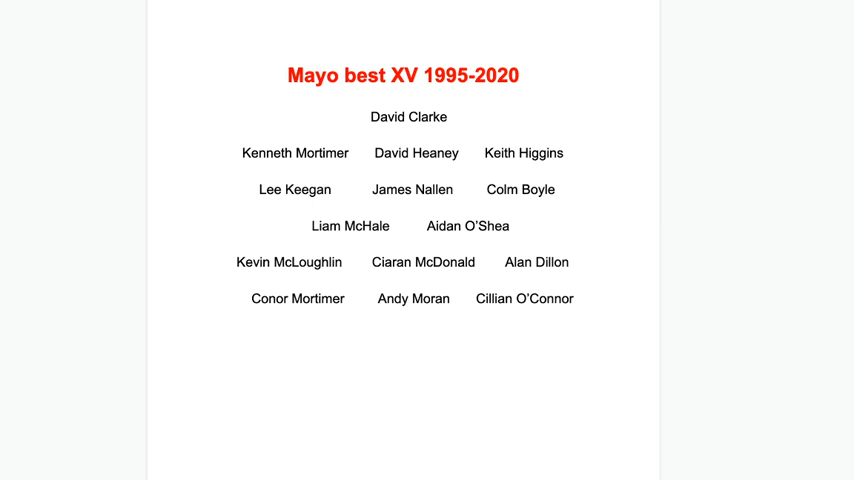 Mayo best XV 1995-2020
David Clarke
Kenneth Mortimer David Heaney Keith Higgins
Lee Keegan James Nallen Colm Boyle
Liam McHale Aidan O'Shea
Kevin McLoughlin Ciaran McDonald Alan Dillon
Conor Mortimer Andy Moran Cillian O'Connor